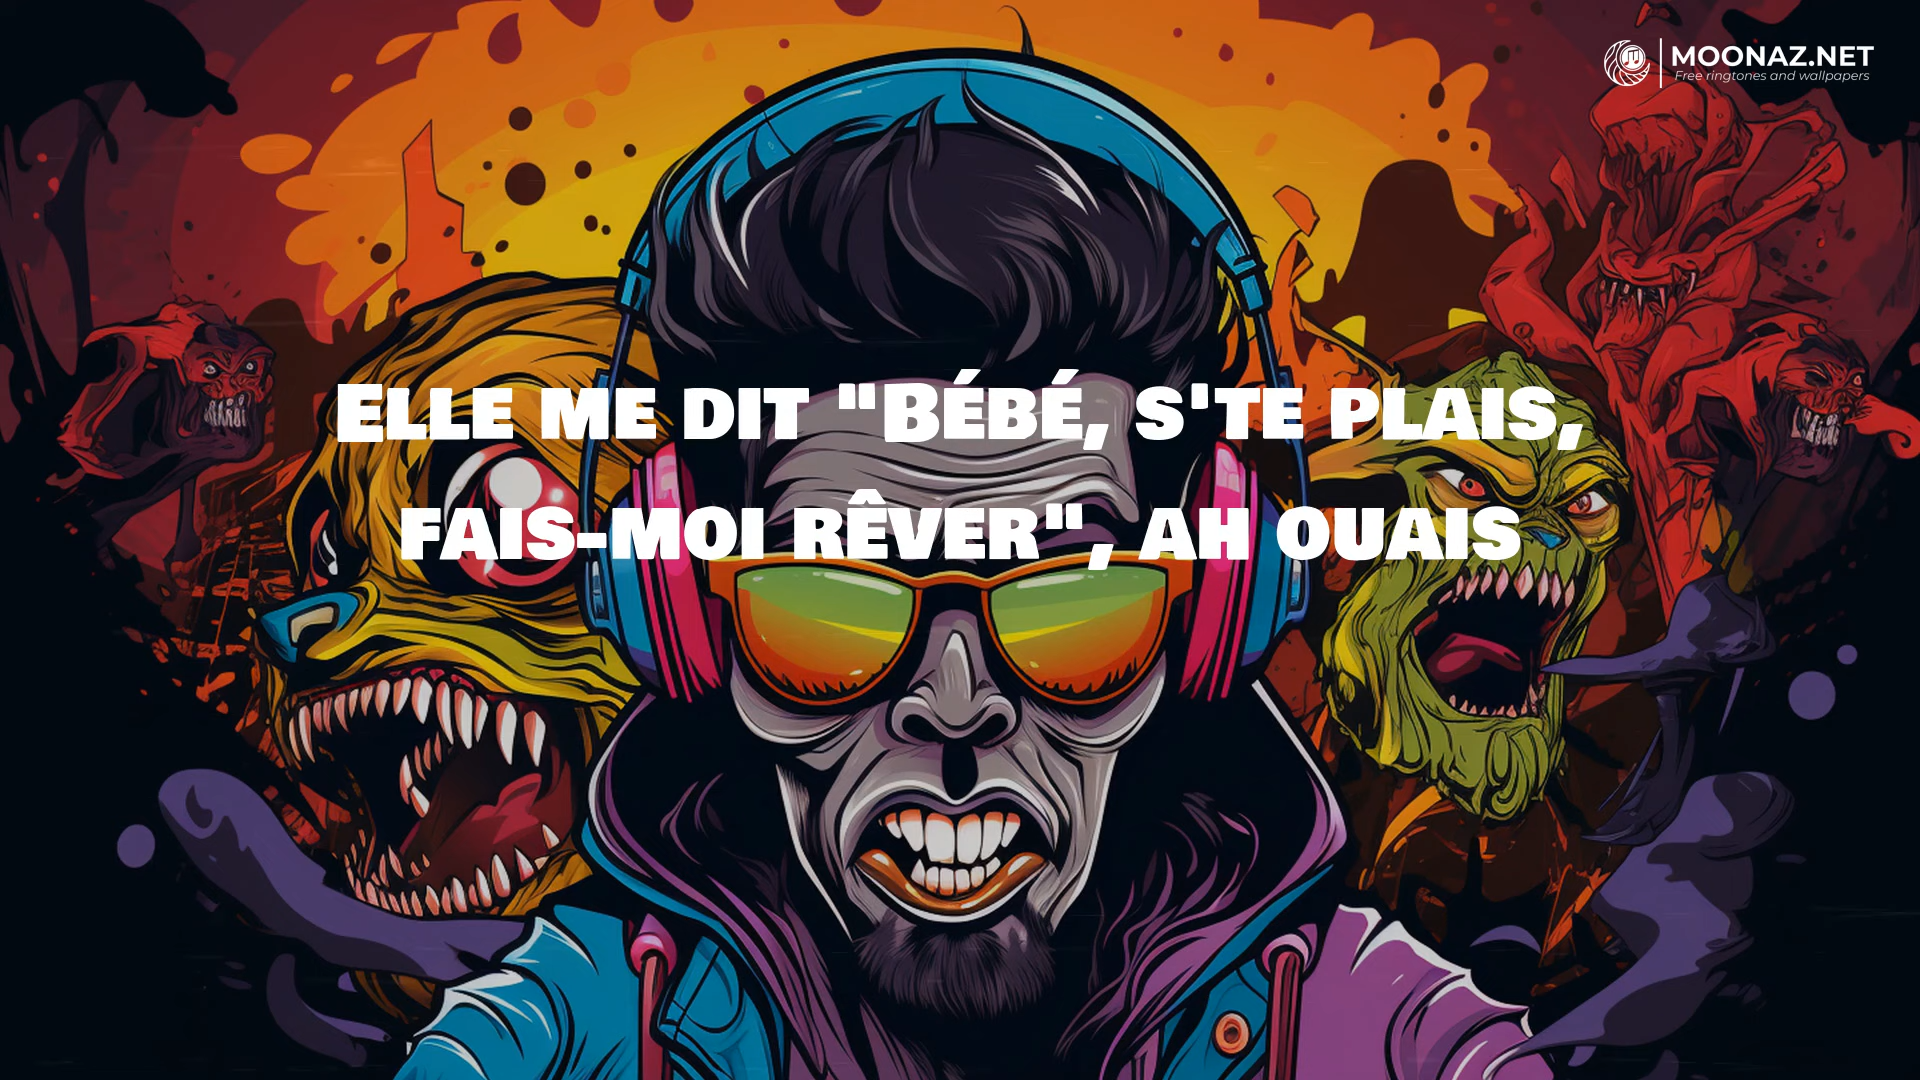 MOONAZ.NET
Free ringtones and wallpapers
Elle me dit "Bébé, s'te plais,
fais-moi rêver", ah ouais